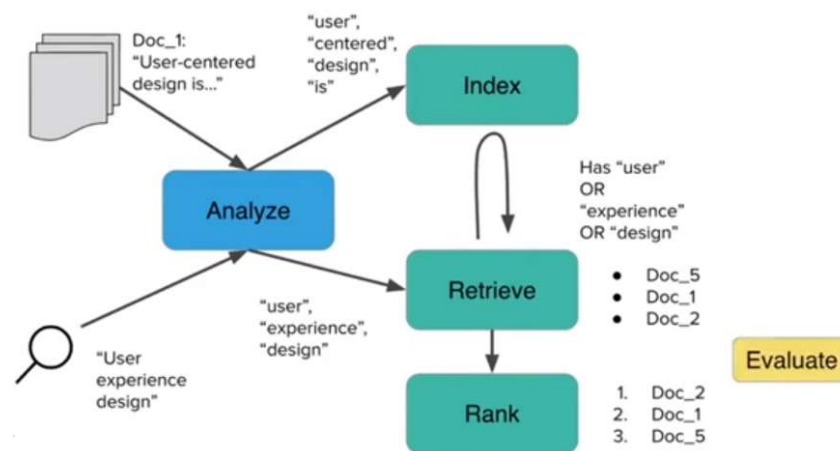 Doc_1:
“User-centered
design is...”
“user”,
“centered”,
“design”,
“is”
Index
Analyze
Has “user”
OR
“experience”
OR “design”
Retrieve
• Doc_5
• Doc_1
• Doc_2
“user”,
“experience”,
“design”
“User
experience
design”
Evaluate
Rank
1. Doc_2
2. Doc_1
3. Doc_5